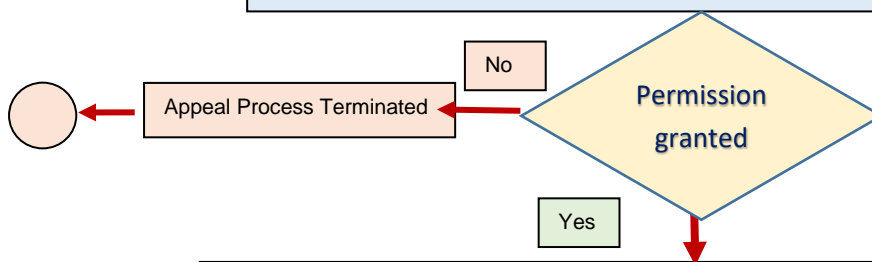 No
Appeal Process Terminated
Permission
granted
Yes